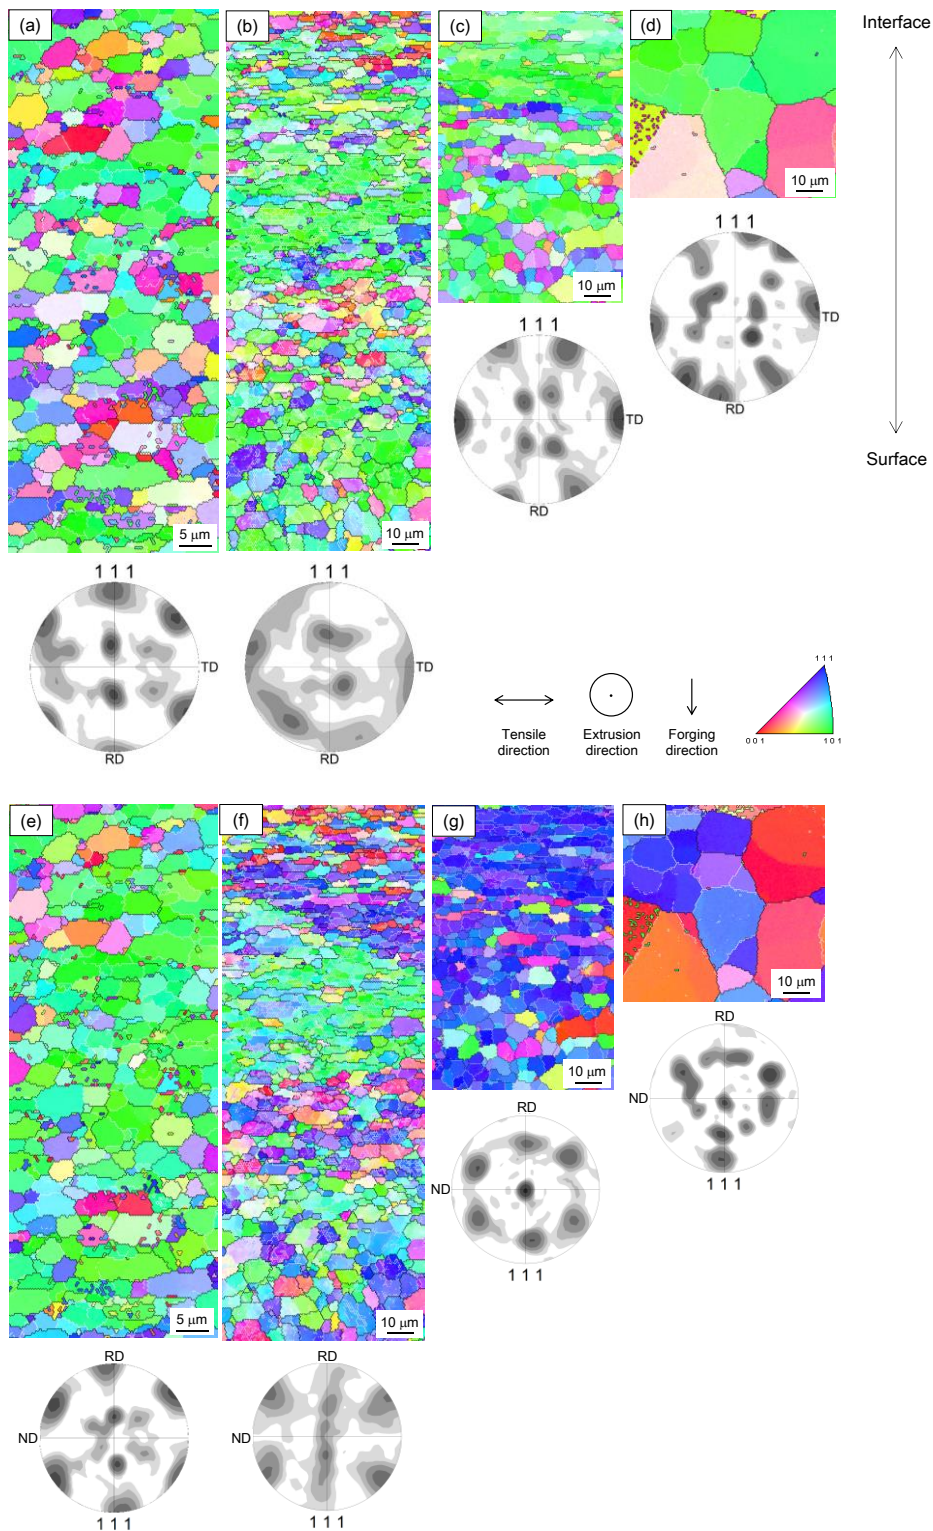 (a)
(b)
(c)
(d)
Interface
10 μm
1 1 1
10 μm
1 1 1
TD
RD
TD
RD
Surface
5 μm
10 μm
1 1 1
1 1 1
TD
TD
RD
RD
Tensile
direction
Extrusion
direction
Forging
direction
1 1 1
0 0 1
1 0 1
(e)
(f)
(g)
(h)
10 μm
RD
ND
1 1 1
10 μm
RD
ND
1 1 1
5 μm
10 μm
RD
RD
ND
ND
1 1 1
1 1 1